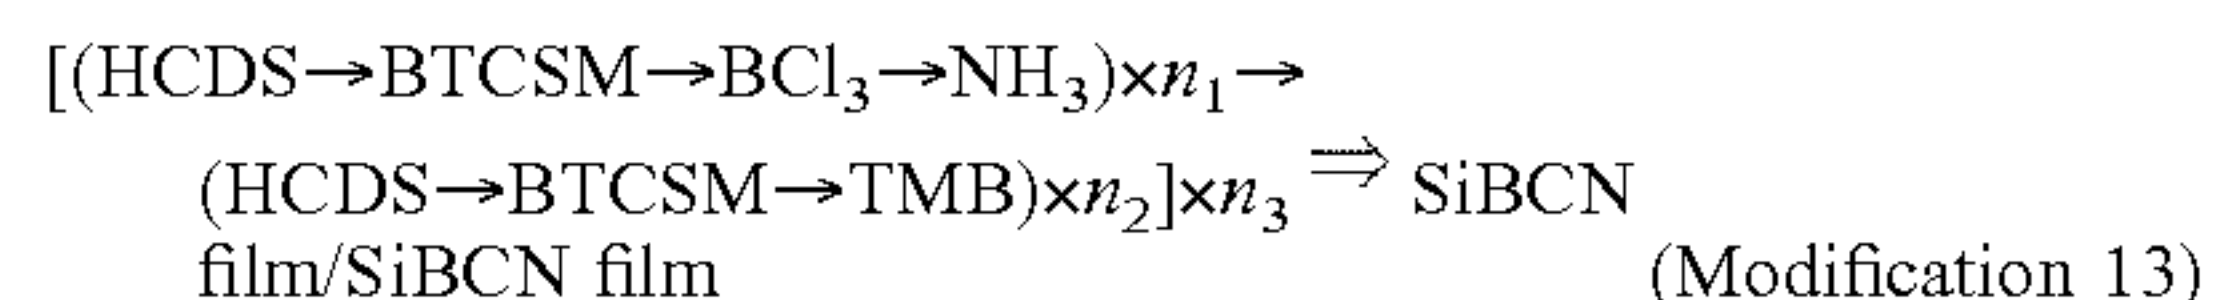 [(HCDS→BTCSM→BCl₃→NH₃)×n₁→
(HCDS→BTCSM→TMB)×n₂]×n₃ ⇒ SiBCN
film/SiBCN film (Modification 13)